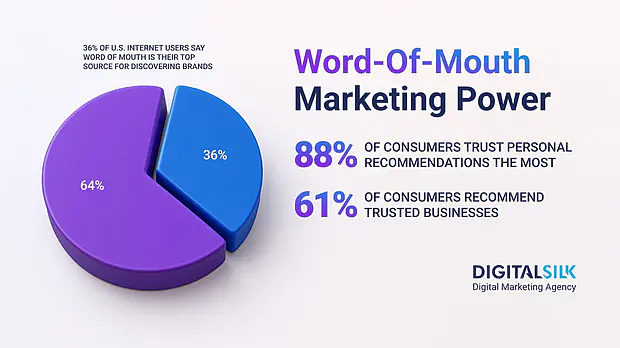 36% OF U.S. INTERNET USERS SAY
WORD OF MOUTH IS THEIR TOP
SOURCE FOR DISCOVERING BRANDS
64%
36%
Word-Of-Mouth
Marketing Power
88% OF CONSUMERS TRUST PERSONAL
RECOMMENDATIONS THE MOST
61% OF CONSUMERS RECOMMEND
TRUSTED BUSINESSES
DIGITALSILK
Digital Marketing Agency